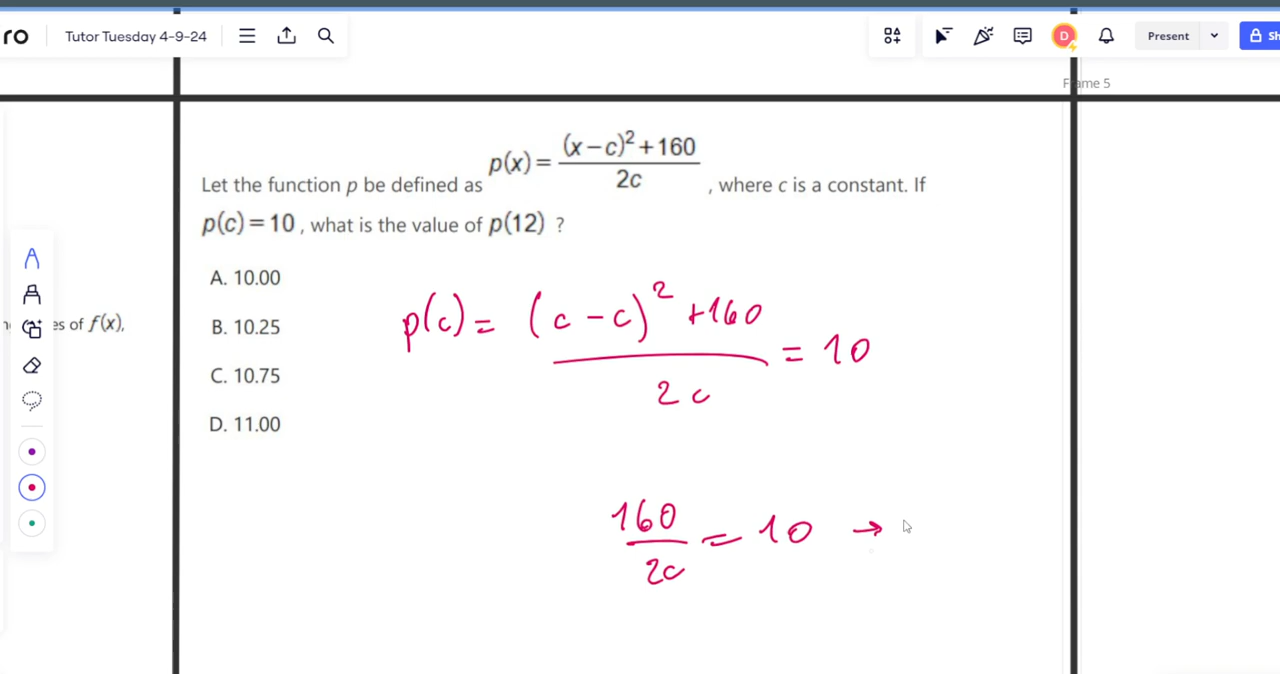 ro Tutor Tuesday 4-9-24 D Present Sh
Frame 5
p(x) = (x-c)²+160 / 2c
Let the function p be defined as , where c is a constant. If
p(c) = 10 , what is the value of p(12) ?
A. 10.00
p(c) = (c - c)² +160 / 2c = 10
es of f(x),
B. 10.25
C. 10.75
D. 11.00
160 / 2c = 10 →